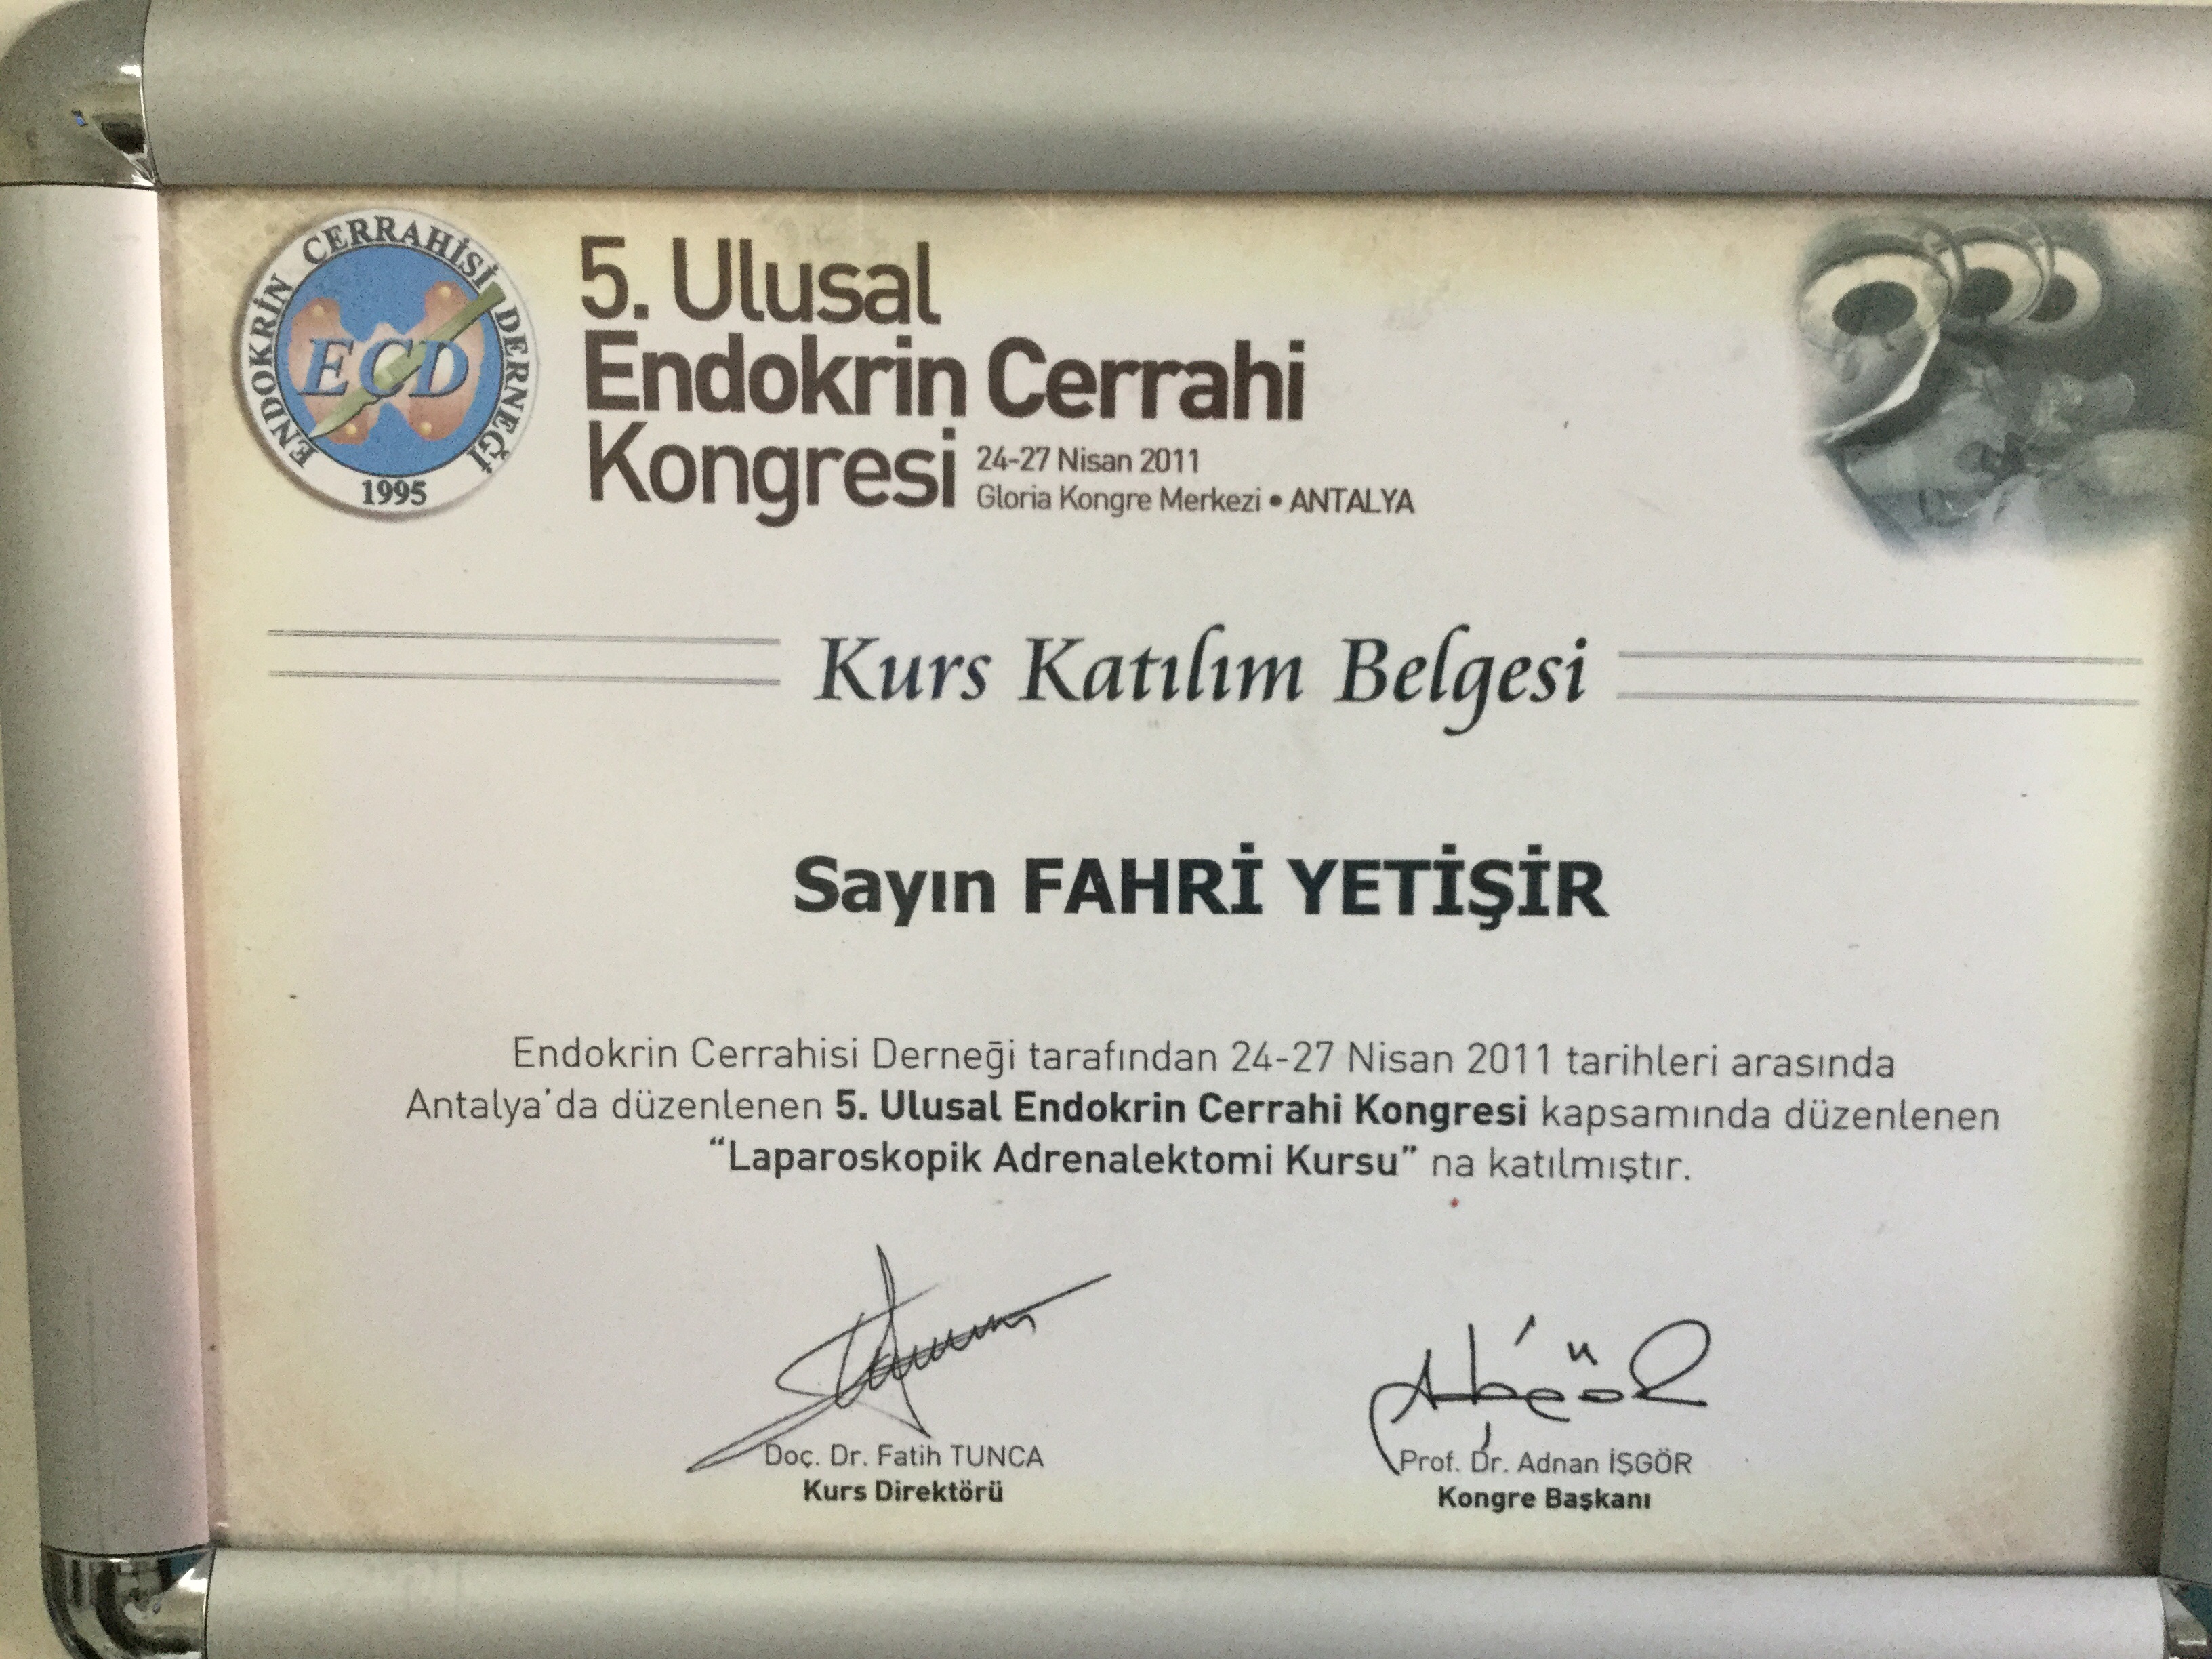 ENDOKRİN CERRAHİSİ DERNEĞİ
ECD
1995
5. Ulusal
Endokrin Cerrahi
Kongresi
24-27 Nisan 2011
Gloria Kongre Merkezi • ANTALYA
Kurs Katılım Belgesi
Sayın FAHRİ YETİŞİR
Endokrin Cerrahisi Derneği tarafından 24-27 Nisan 2011 tarihleri arasında
Antalya'da düzenlenen 5. Ulusal Endokrin Cerrahi Kongresi kapsamında düzenlenen
“Laparoskopik Adrenalektomi Kursu” na katılmıştır.
Doç. Dr. Fatih TUNCA
Kurs Direktörü
Prof. Dr. Adnan İŞGÖR
Kongre Başkanı